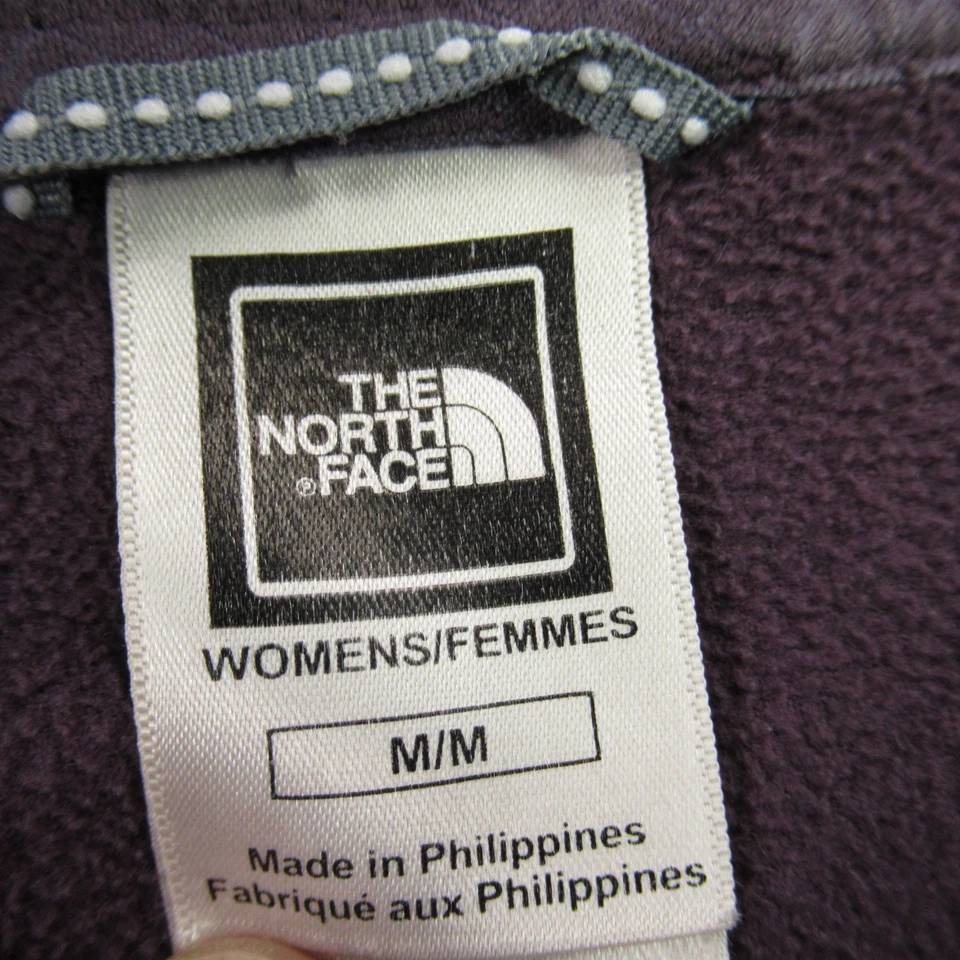 THE
NORTH
®FACE
WOMENS/FEMMES
M/M
Made in Philippines
Fabriqué aux Philippines